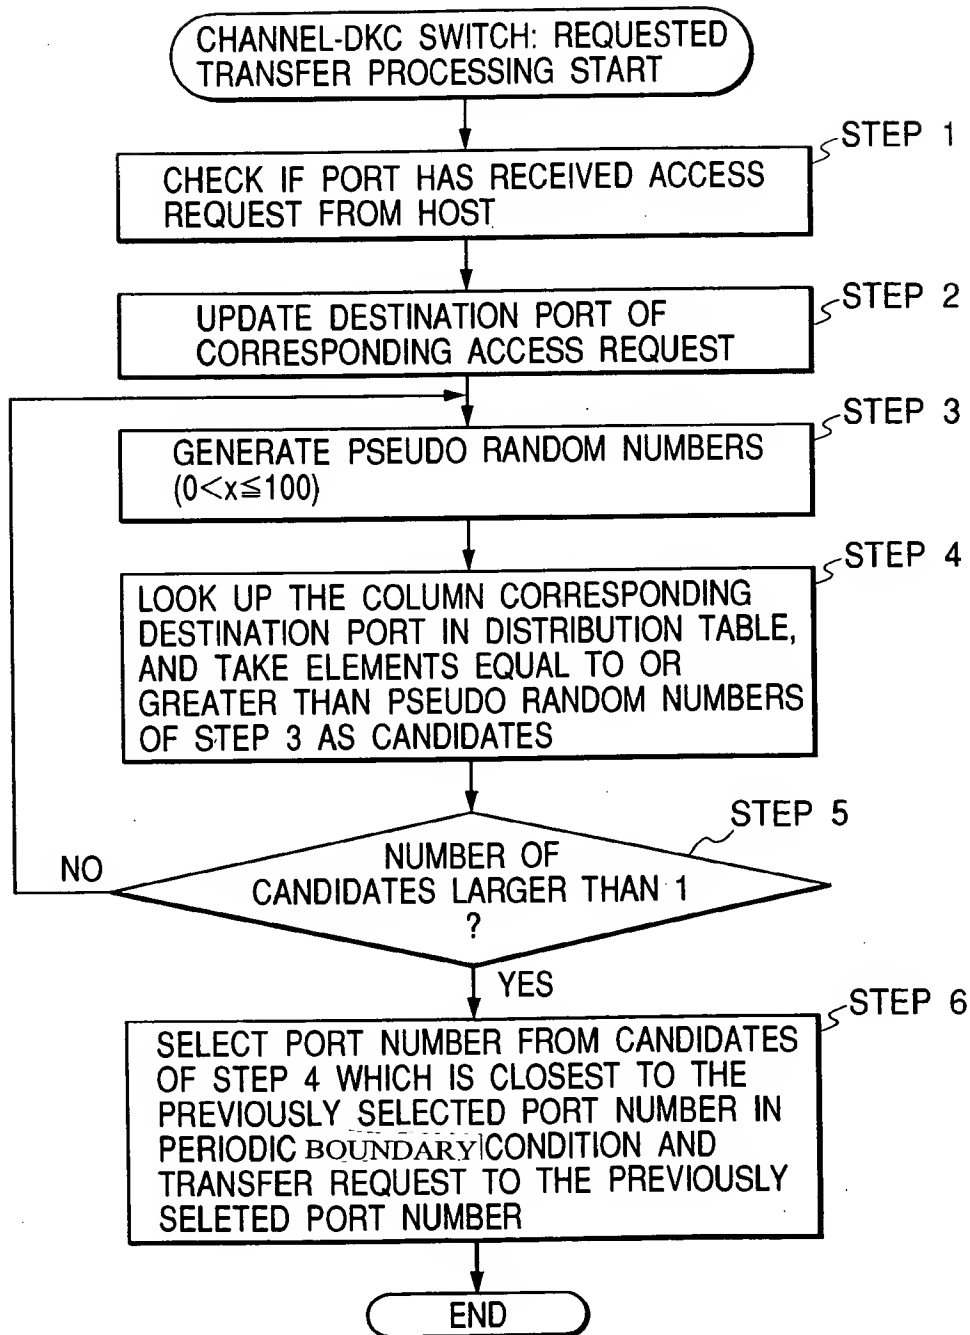 CHANNEL-DKC SWITCH: REQUESTED
TRANSFER PROCESSING START
STEP 1
CHECK IF PORT HAS RECEIVED ACCESS
REQUEST FROM HOST
STEP 2
UPDATE DESTINATION PORT OF
CORRESPONDING ACCESS REQUEST
STEP 3
GENERATE PSEUDO RANDOM NUMBERS
(0<x≦100)
STEP 4
LOOK UP THE COLUMN CORRESPONDING
DESTINATION PORT IN DISTRIBUTION TABLE,
AND TAKE ELEMENTS EQUAL TO OR
GREATER THAN PSEUDO RANDOM NUMBERS
OF STEP 3 AS CANDIDATES
STEP 5
NO
NUMBER OF
CANDIDATES LARGER THAN 1
?
YES
STEP 6
SELECT PORT NUMBER FROM CANDIDATES
OF STEP 4 WHICH IS CLOSEST TO THE
PREVIOUSLY SELECTED PORT NUMBER IN
PERIODIC BOUNDARY CONDITION AND
TRANSFER REQUEST TO THE PREVIOUSLY
SELETED PORT NUMBER
END